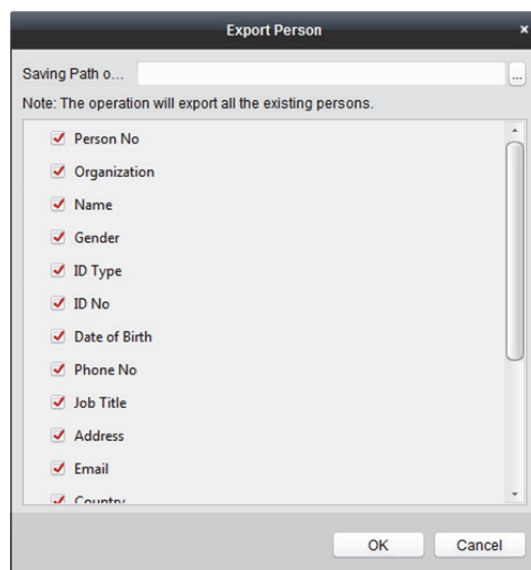 Export Person
Saving Path o... ...
Note: The operation will export all the existing persons.
Person No
Organization
Name
Gender
ID Type
ID No
Date of Birth
Phone No
Job Title
Address
Email
Country
OK Cancel